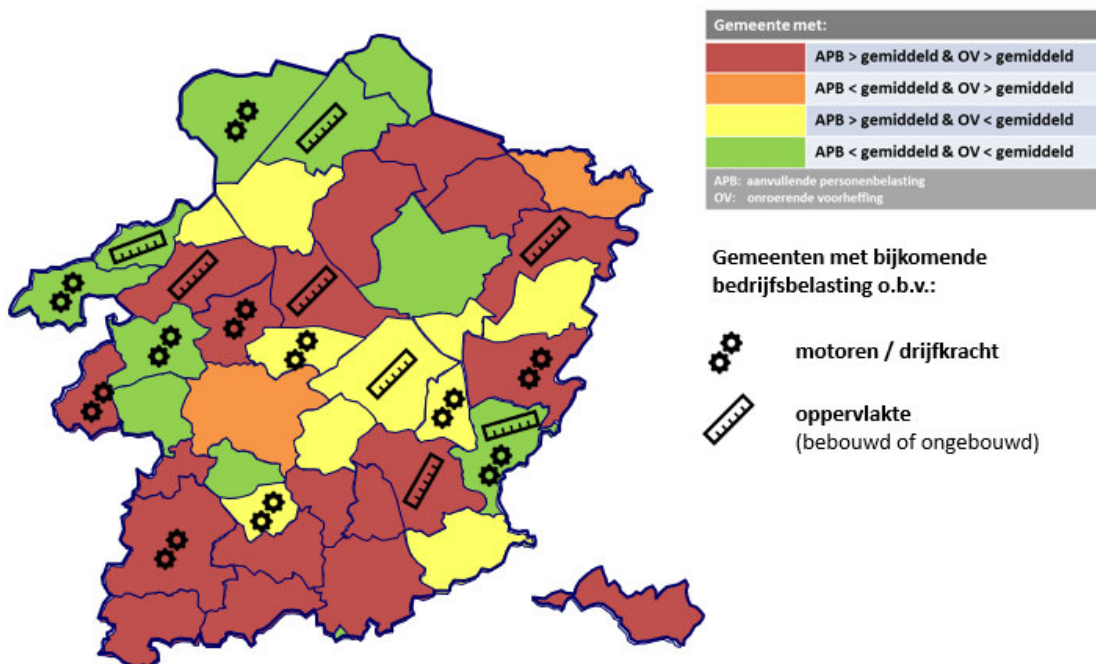 Gemeente met:
APB > gemiddeld & OV > gemiddeld
APB < gemiddeld & OV > gemiddeld
APB > gemiddeld & OV < gemiddeld
APB < gemiddeld & OV < gemiddeld
APB: aanvullende personenbelasting
OV: onroerende voorheffing
Gemeenten met bijkomende
bedrijfsbelasting o.b.v.:
motoren / drijfkracht
oppervlakte
(bebouwd of ongebouwd)